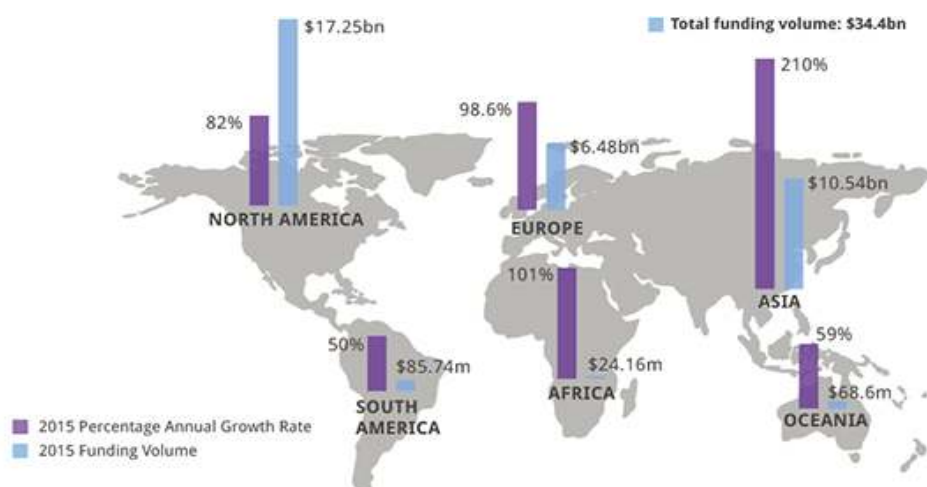 $17.25bn
Total funding volume: $34.4bn
82%
NORTH AMERICA
98.6%
$6.48bn
EUROPE
210%
$10.54bn
ASIA
50%
$85.74m
SOUTH
AMERICA
101%
$24.16m
AFRICA
59%
$68.6m
OCEANIA
2015 Percentage Annual Growth Rate
2015 Funding Volume